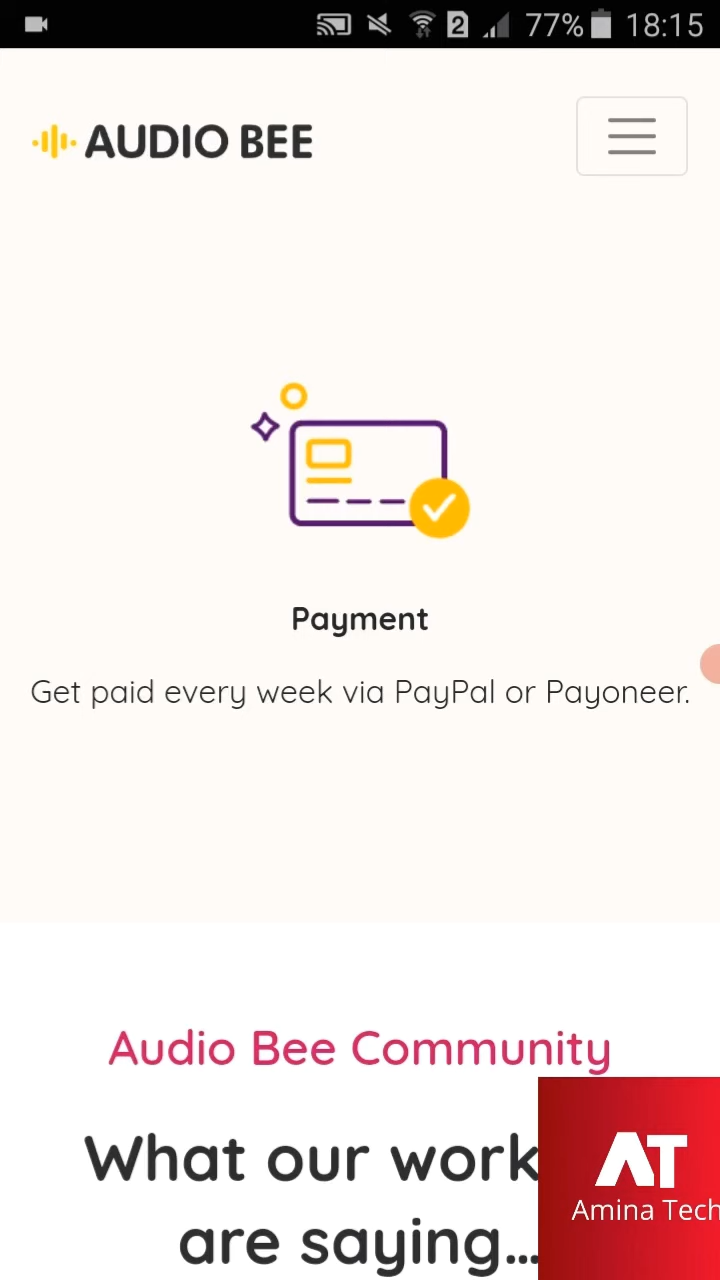 2 77% 18:15
AUDIO BEE
Payment
Get paid every week via PayPal or Payoneer.
Audio Bee Community
What our work
are saying...
AT
Amina Tech